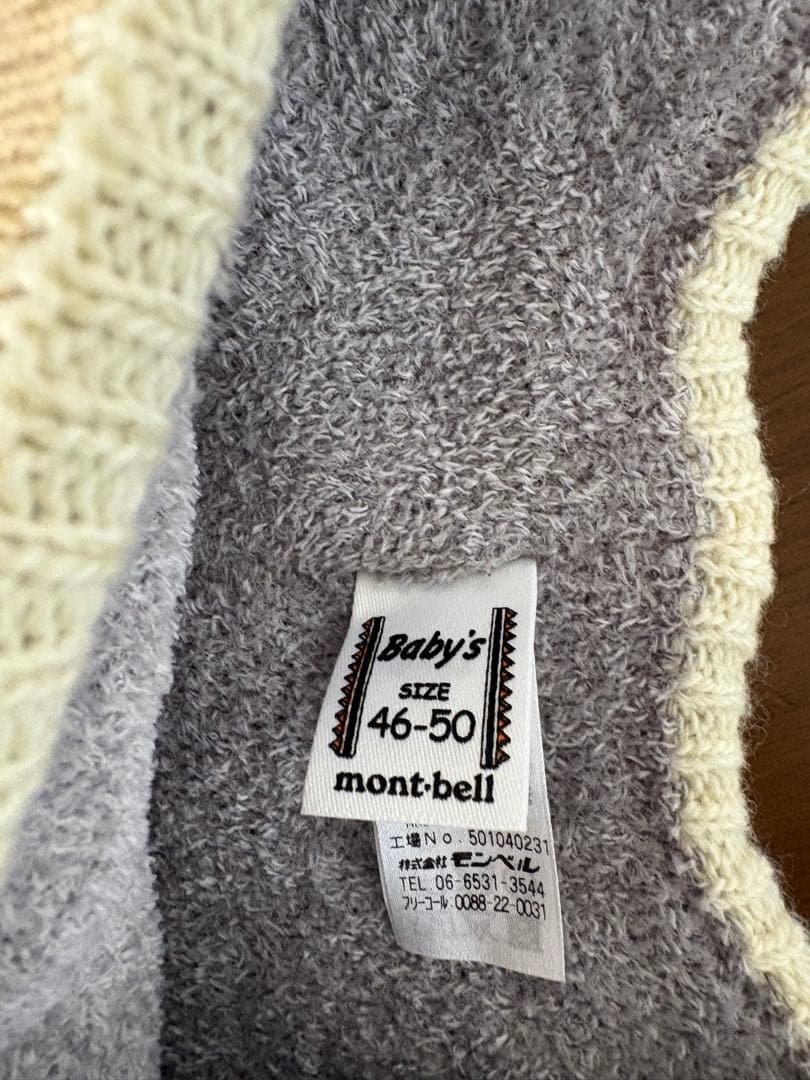 Baby's
SIZE
46-50
mont·bell
工場No.501040231
株式会社 モンベル
TEL.06-6531-3544
フリーコール:0088-22-0031